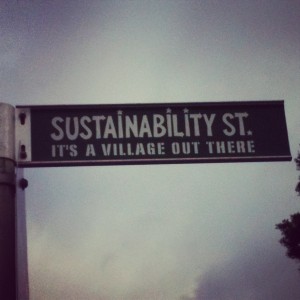 SUSTAINABILITY ST.
IT'S A VILLAGE OUT THERE